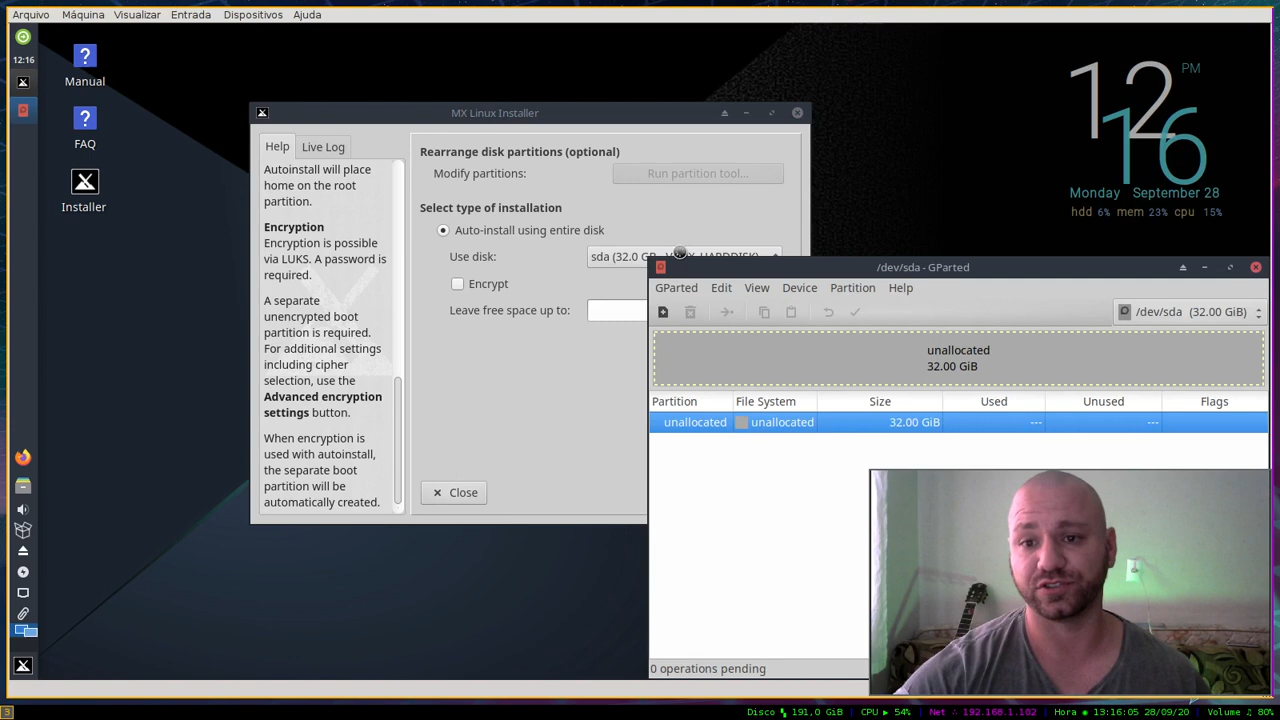 Arquivo Máquina Visualizar Entrada Dispositivos Ajuda
12:16
Manual
FAQ
Installer
MX Linux Installer
Help Live Log
Autoinstall will place
home on the root
partition.
Encryption
Encryption is possible
via LUKS. A password is
required.
A separate
unencrypted boot
partition is required.
For additional settings
including cipher
selection, use the
Advanced encryption
settings button.
When encryption is
used with autoinstall,
the separate boot
partition will be
automatically created.
Rearrange disk partitions (optional)
Modify partitions: Run partition tool...
Select type of installation
Auto-install using entire disk
Use disk: sda (32.0 GB, HARDDISK)
Encrypt
Leave free space up to:
Close
12 PM
16
Monday September 28
hdd 6% mem 23% cpu 15%
/dev/sda - GParted
GParted Edit View Device Partition Help
/dev/sda (32.00 GiB)
unallocated
32.00 GiB
Partition File System Size Used Unused Flags
unallocated unallocated 32.00 GiB --- ---
0 operations pending
3 Disco 191,0 GiB CPU 54% Net 192.168.1.102 Hora 13:16:05 28/09/20 Volume 80%